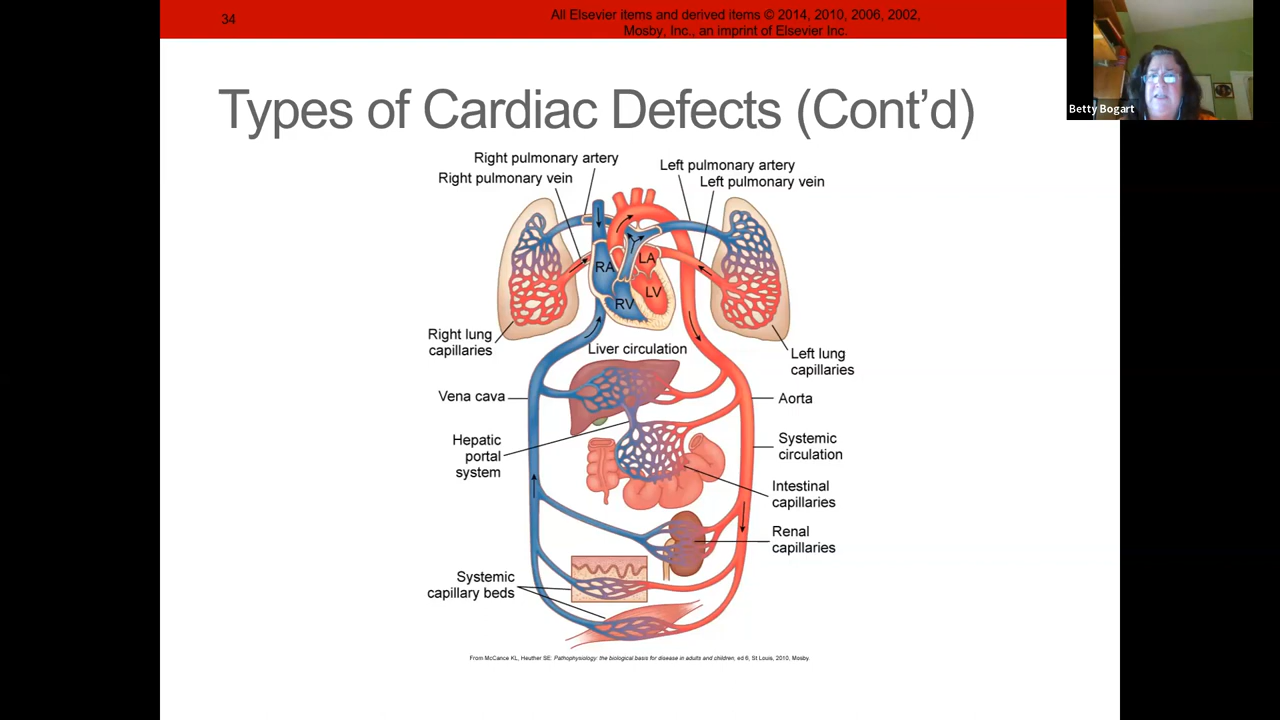 34
All Elsevier items and derived items © 2014, 2010, 2006, 2002,
Mosby, Inc., an imprint of Elsevier Inc.
Betty Bogart
Types of Cardiac Defects (Cont’d)
Right pulmonary artery
Left pulmonary artery
Right pulmonary vein
Left pulmonary vein
RA
LA
RV
LV
Right lung
capillaries
Liver circulation
Left lung
capillaries
Vena cava
Aorta
Hepatic
portal
system
Systemic
circulation
Intestinal
capillaries
Renal
capillaries
Systemic
capillary beds
From McCance KL, Heuther SE: Pathophysiology: the biological basis for disease in adults and children, ed 6, St Louis, 2010, Mosby.